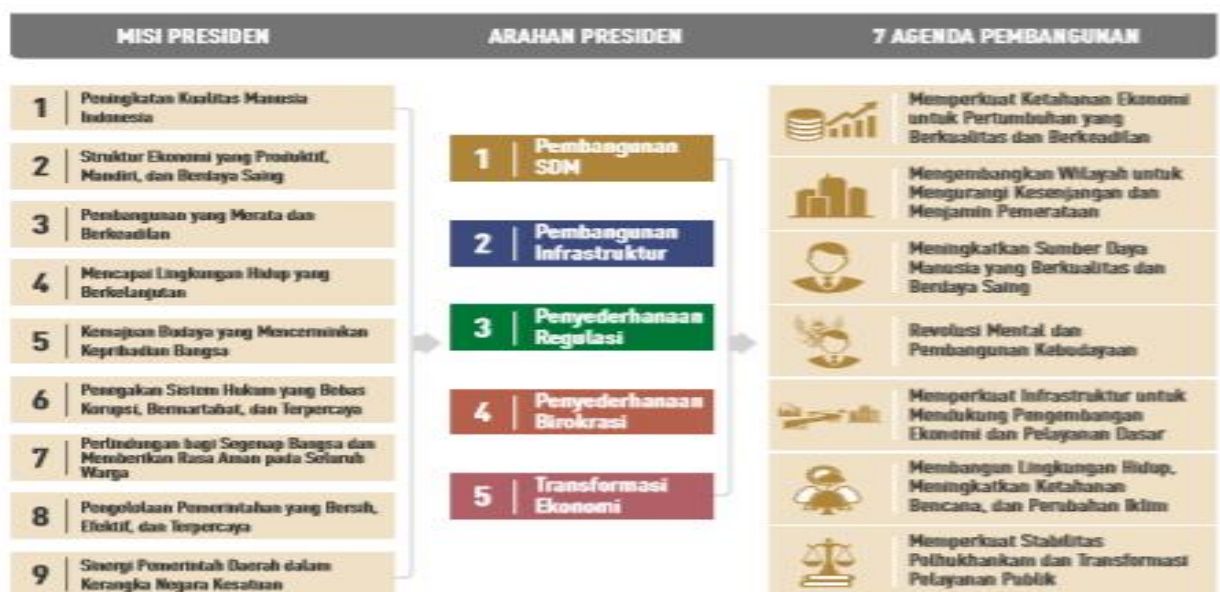 MISI PRESIDEN
ARAHAN PRESIDEN
7 AGENDA PEMBANGUNAN
1
Peningkatan Kualitas Manusia
Indonesia
2
Struktur Ekonomi yang Produktif,
Mandiri, dan Berdaya Saing
3
Pembangunan yang Merata dan
Berkeadilan
4
Mencapai Lingkungan Hidup yang
Berkelanjutan
5
Kemajuan Budaya yang Mencerminkan
Kepribadian Bangsa
6
Penegakan Sistem Hukum yang Bebas
Korupsi, Bermartabat, dan Terpercaya
7
Perlindungan bagi Segenap Bangsa dan
Memberikan Rasa Aman pada Seluruh
Warga
8
Pengelolaan Pemerintahan yang Bersih,
Efektif, dan Terpercaya
9
Sinergi Pemerintah Daerah dalam
Kerangka Negara Kesatuan
1
Pembangunan
SDM
2
Pembangunan
Infrastruktur
3
Penyederhanaan
Regulasi
4
Penyederhanaan
Birokrasi
5
Transformasi
Ekonomi
Memperkuat Ketahanan Ekonomi
untuk Pertumbuhan yang
Berkualitas dan Berkeadilan
Mengembangkan Wilayah untuk
Mengurangi Kesenjangan dan
Menjamin Pemerataan
Meningkatkan Sumber Daya
Manusia yang Berkualitas dan
Berdaya Saing
Revolusi Mental dan
Pembangunan Kebudayaan
Memperkuat Infrastruktur untuk
Mendukung Pengembangan
Ekonomi dan Pelayanan Dasar
Membangun Lingkungan Hidup,
Meningkatkan Ketahanan
Bencana, dan Perubahan Iklim
Memperkuat Stabilitas
Polhukhankam dan Transformasi
Pelayanan Publik